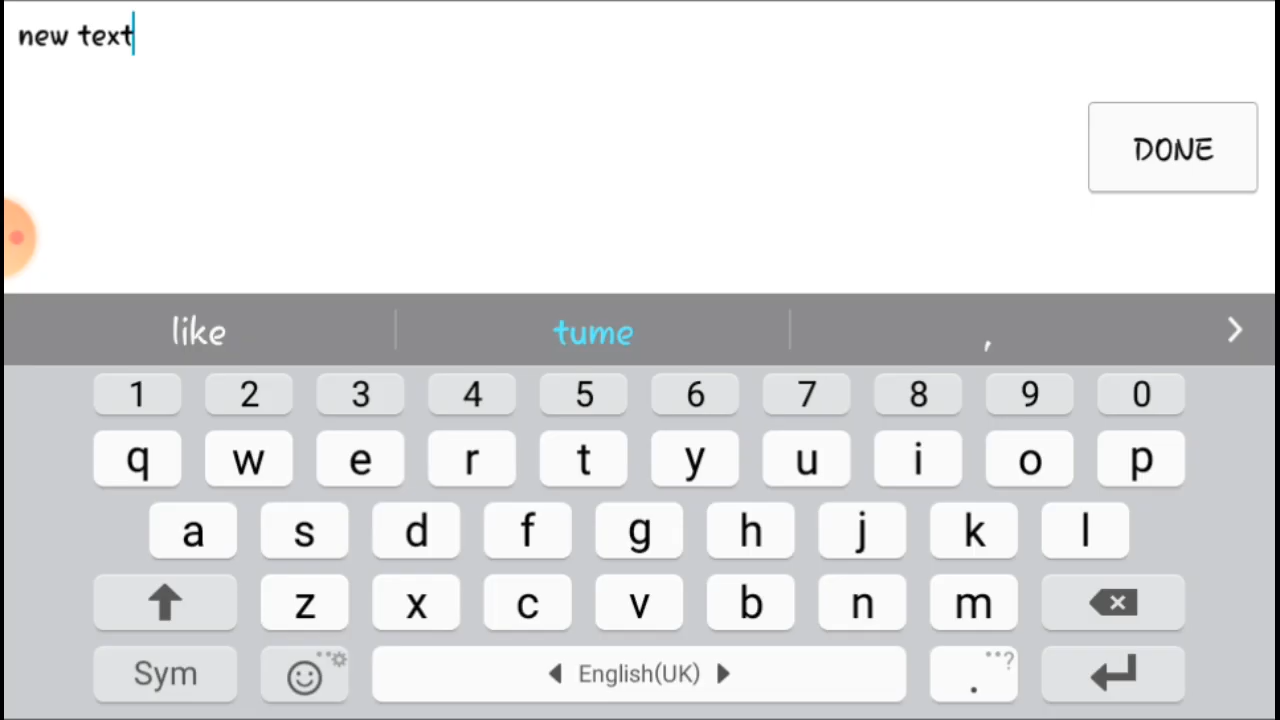 new text
DONE
like tume ,
1 2 3 4 5 6 7 8 9 0
q w e r t y u i o p
a s d f g h j k l
z x c v b n m
Sym English(UK) . ?